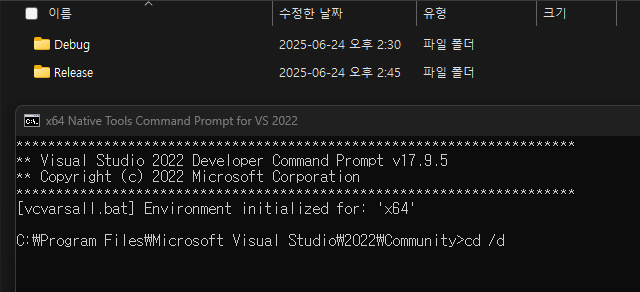 이름 수정한 날짜 유형 크기
Debug 2025-06-24 오후 2:30 파일 폴더
Release 2025-06-24 오후 2:45 파일 폴더
C:\. x64 Native Tools Command Prompt for VS 2022
**********************************************************************
** Visual Studio 2022 Developer Command Prompt v17.9.5
** Copyright (c) 2022 Microsoft Corporation
**********************************************************************
[vcvarsall.bat] Environment initialized for: 'x64'
C:₩Program Files₩Microsoft Visual Studio₩2022₩Community>cd /d